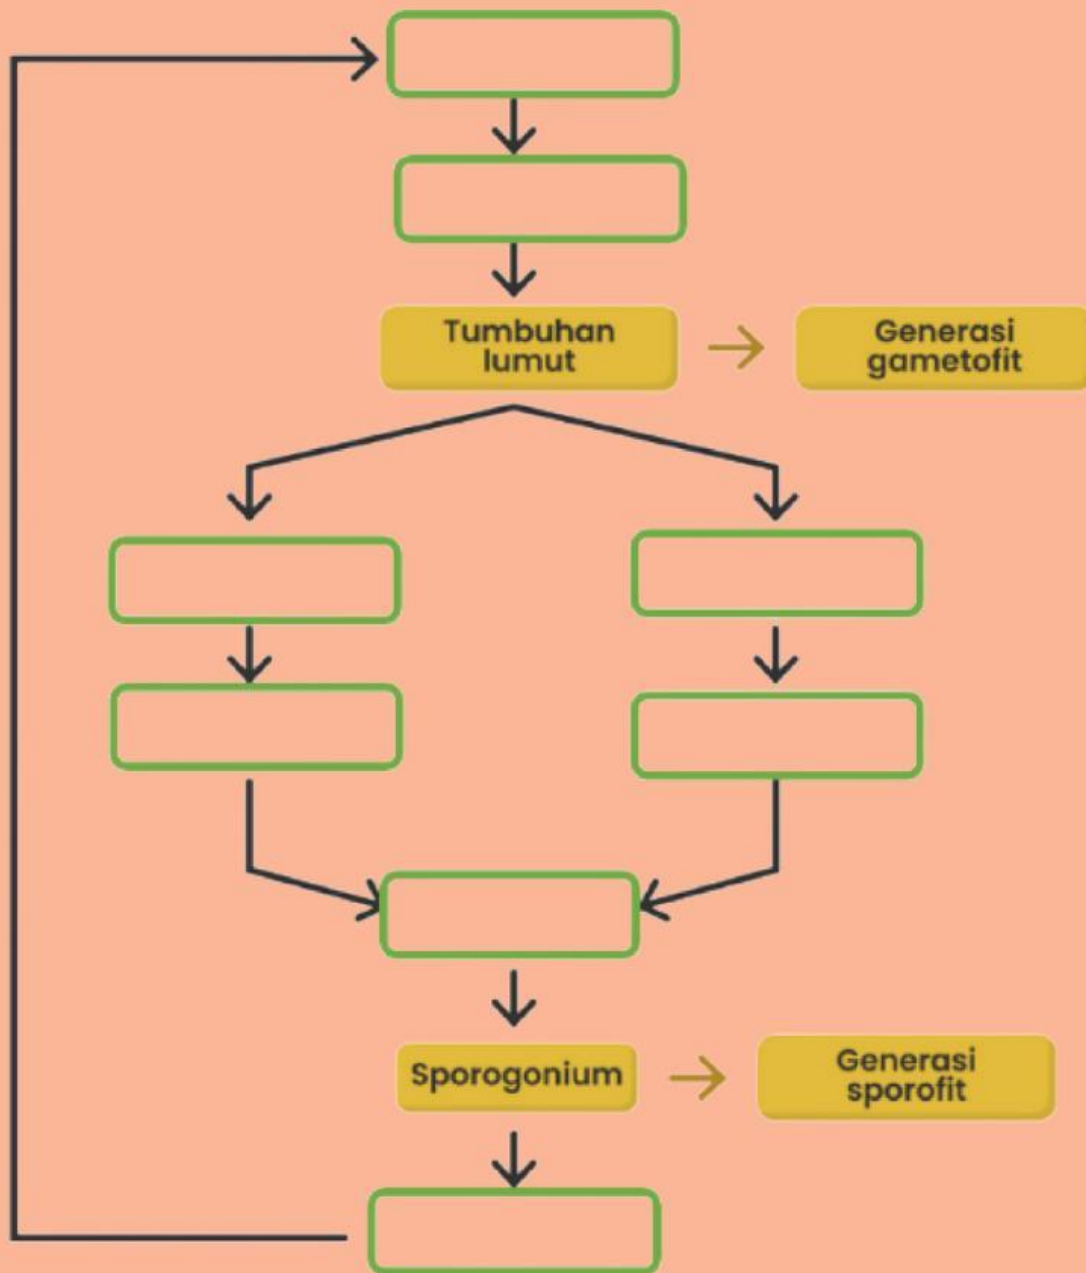 Tumbuhan
lumut
Generasi
gametofit
Sporogonium
Generasi
sporofit